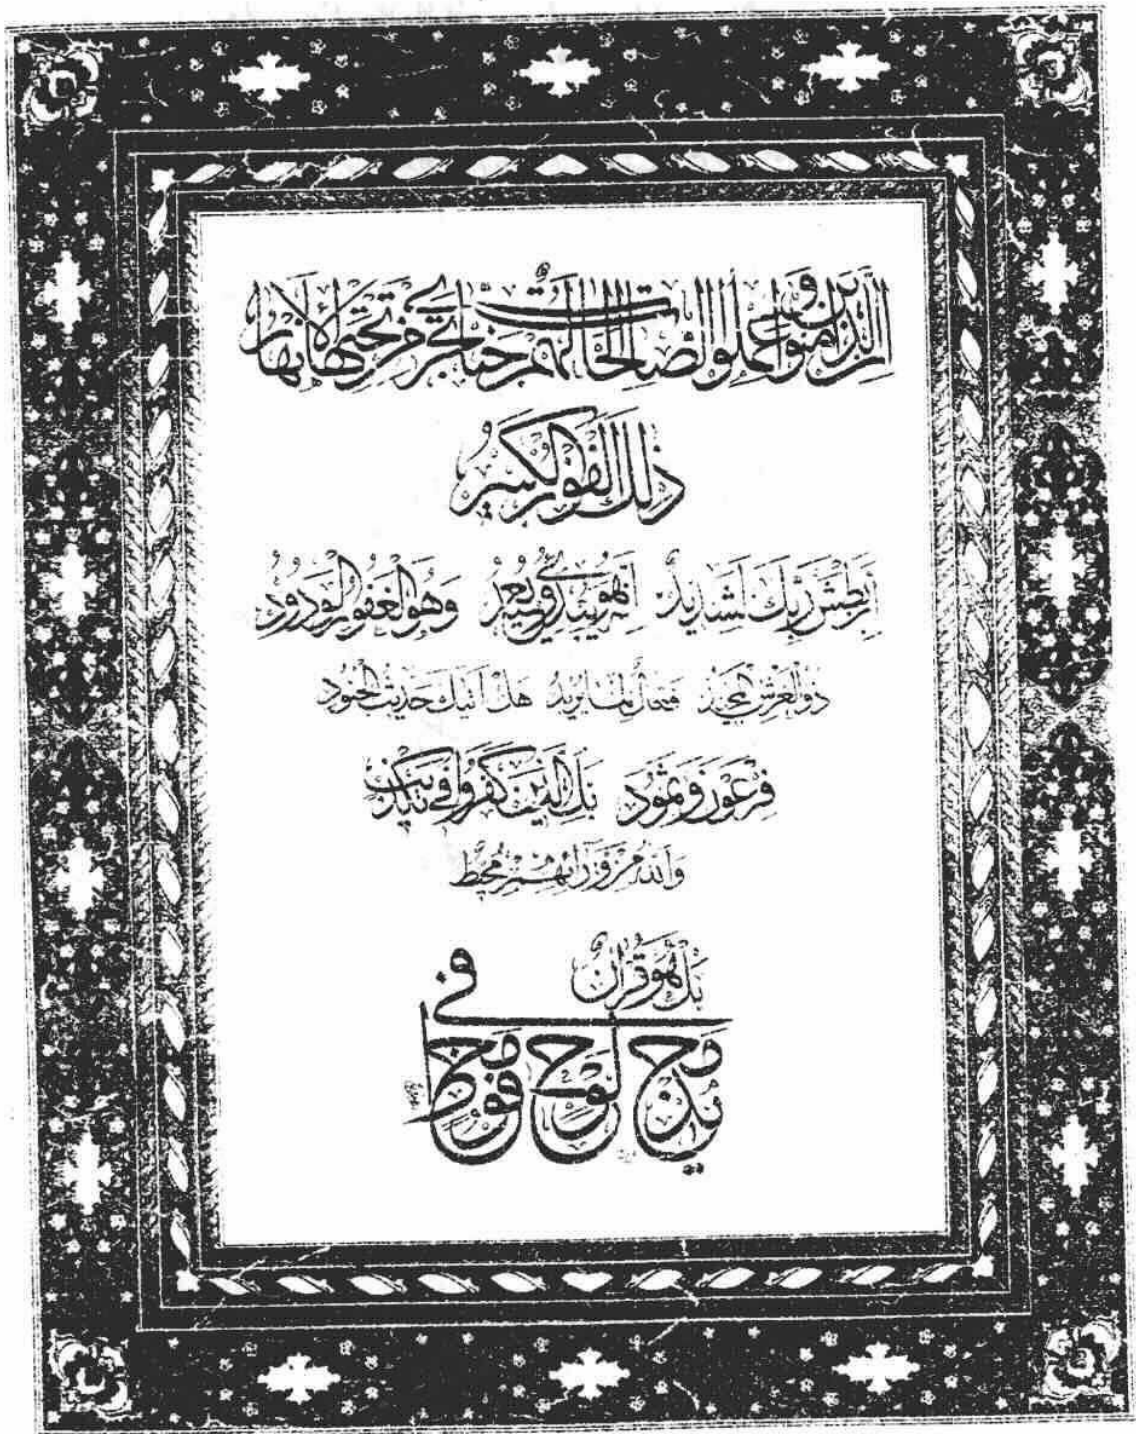 إن الذين آمنوا وعملوا الصالحات لهم جنات تجري من تحتها الأنهار
ذلك الفوز الكبير
إن بطش ربك لشديد إنه هو يبدئ ويعيد وهو الغفور الودود
ذو العرش المجيد فعال لما يريد هل أتيك حديث الجنود
فرعون وثمود بل الذين كفروا في تكذيب
والله من ورائهم محيط
بل هو قرآن
مجيد في لوح محفوظ